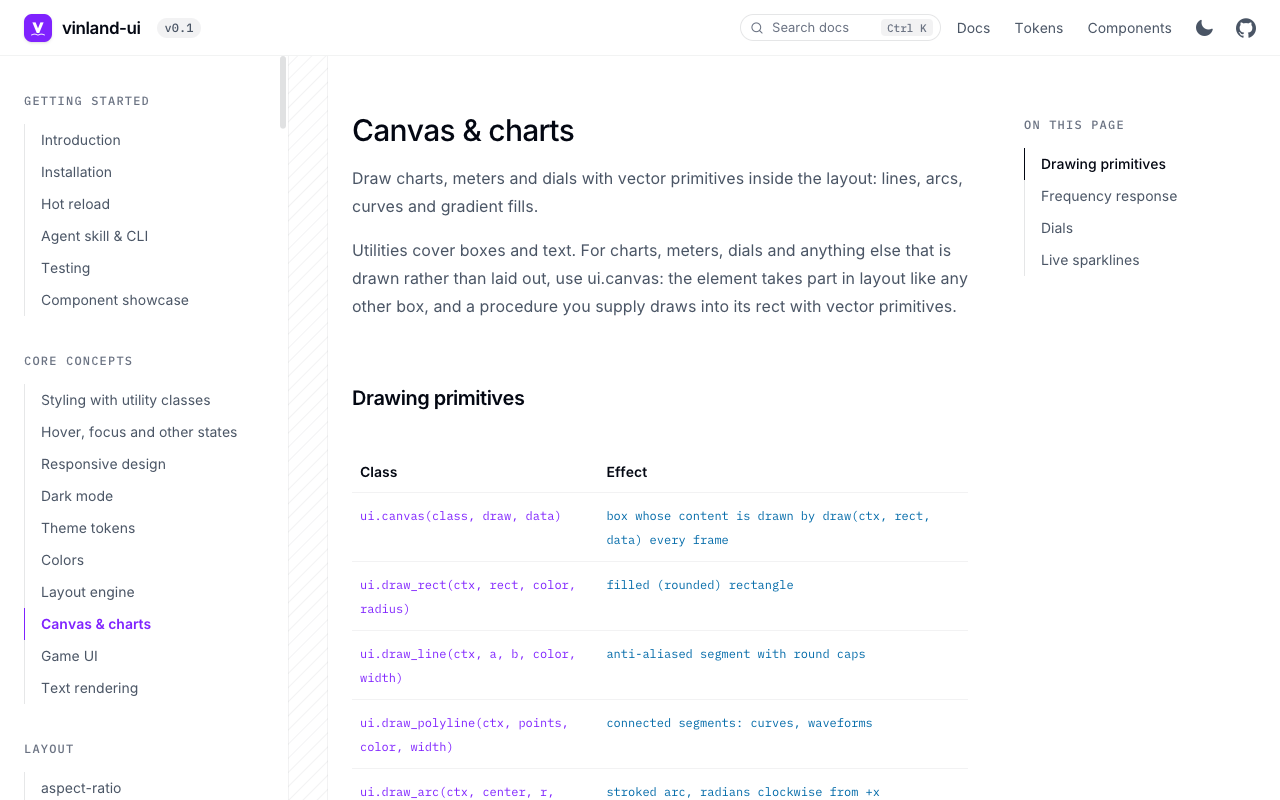 vinland-ui
v0.1
Search docs
Ctrl K
Docs
Tokens
Components
GETTING STARTED
Introduction
Installation
Hot reload
Agent skill & CLI
Testing
Component showcase
CORE CONCEPTS
Styling with utility classes
Hover, focus and other states
Responsive design
Dark mode
Theme tokens
Colors
Layout engine
Canvas & charts
Game UI
Text rendering
LAYOUT
aspect-ratio
Canvas & charts
Draw charts, meters and dials with vector primitives inside the layout: lines, arcs,
curves and gradient fills.
Utilities cover boxes and text. For charts, meters, dials and anything else that is
drawn rather than laid out, use ui.canvas: the element takes part in layout like any
other box, and a procedure you supply draws into its rect with vector primitives.
Drawing primitives
Class
Effect
ui.canvas(class, draw, data)
box whose content is drawn by draw(ctx, rect,
data) every frame
ui.draw_rect(ctx, rect, color,
radius)
filled (rounded) rectangle
ui.draw_line(ctx, a, b, color,
width)
anti-aliased segment with round caps
ui.draw_polyline(ctx, points,
color, width)
connected segments: curves, waveforms
ui.draw_arc(ctx, center, r,
stroked arc, radians clockwise from +x
ON THIS PAGE
Drawing primitives
Frequency response
Dials
Live sparklines